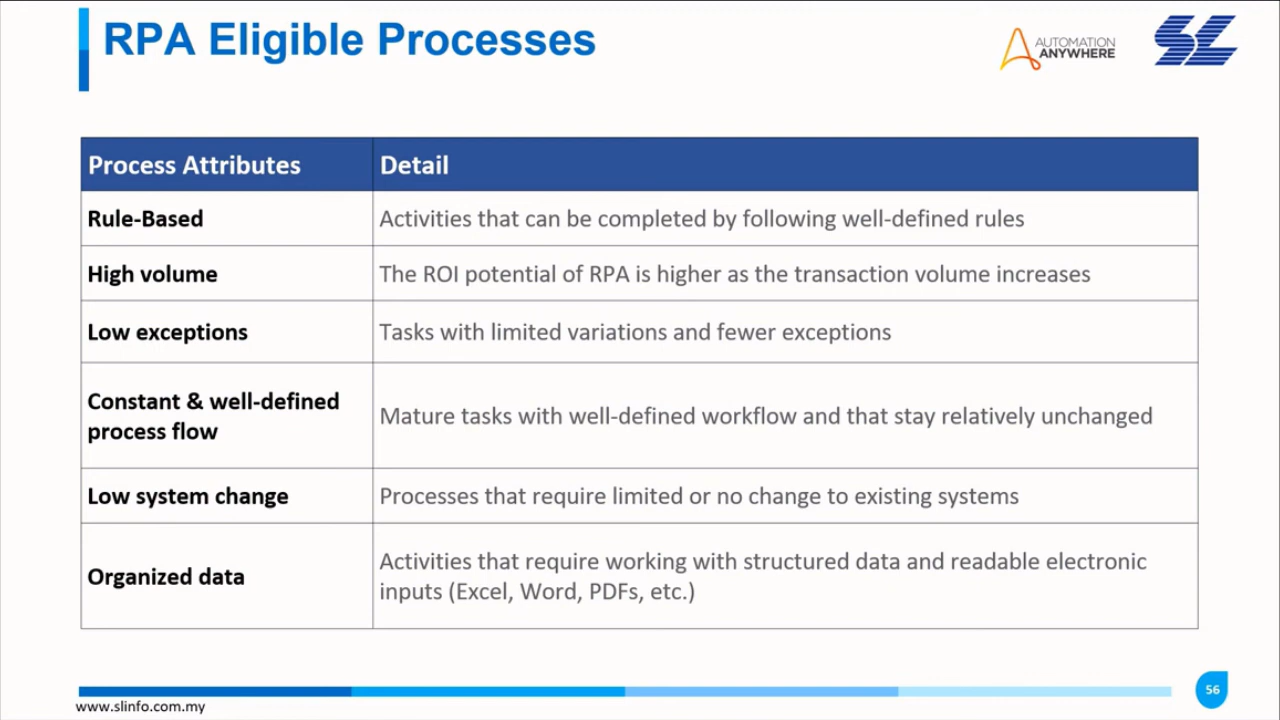 RPA Eligible Processes
AUTOMATION
ANYWHERE
SL
Process Attributes
Detail
Rule-Based
Activities that can be completed by following well-defined rules
High volume
The ROI potential of RPA is higher as the transaction volume increases
Low exceptions
Tasks with limited variations and fewer exceptions
Constant & well-defined
process flow
Mature tasks with well-defined workflow and that stay relatively unchanged
Low system change
Processes that require limited or no change to existing systems
Organized data
Activities that require working with structured data and readable electronic
inputs (Excel, Word, PDFs, etc.)
56
www.slinfo.com.my